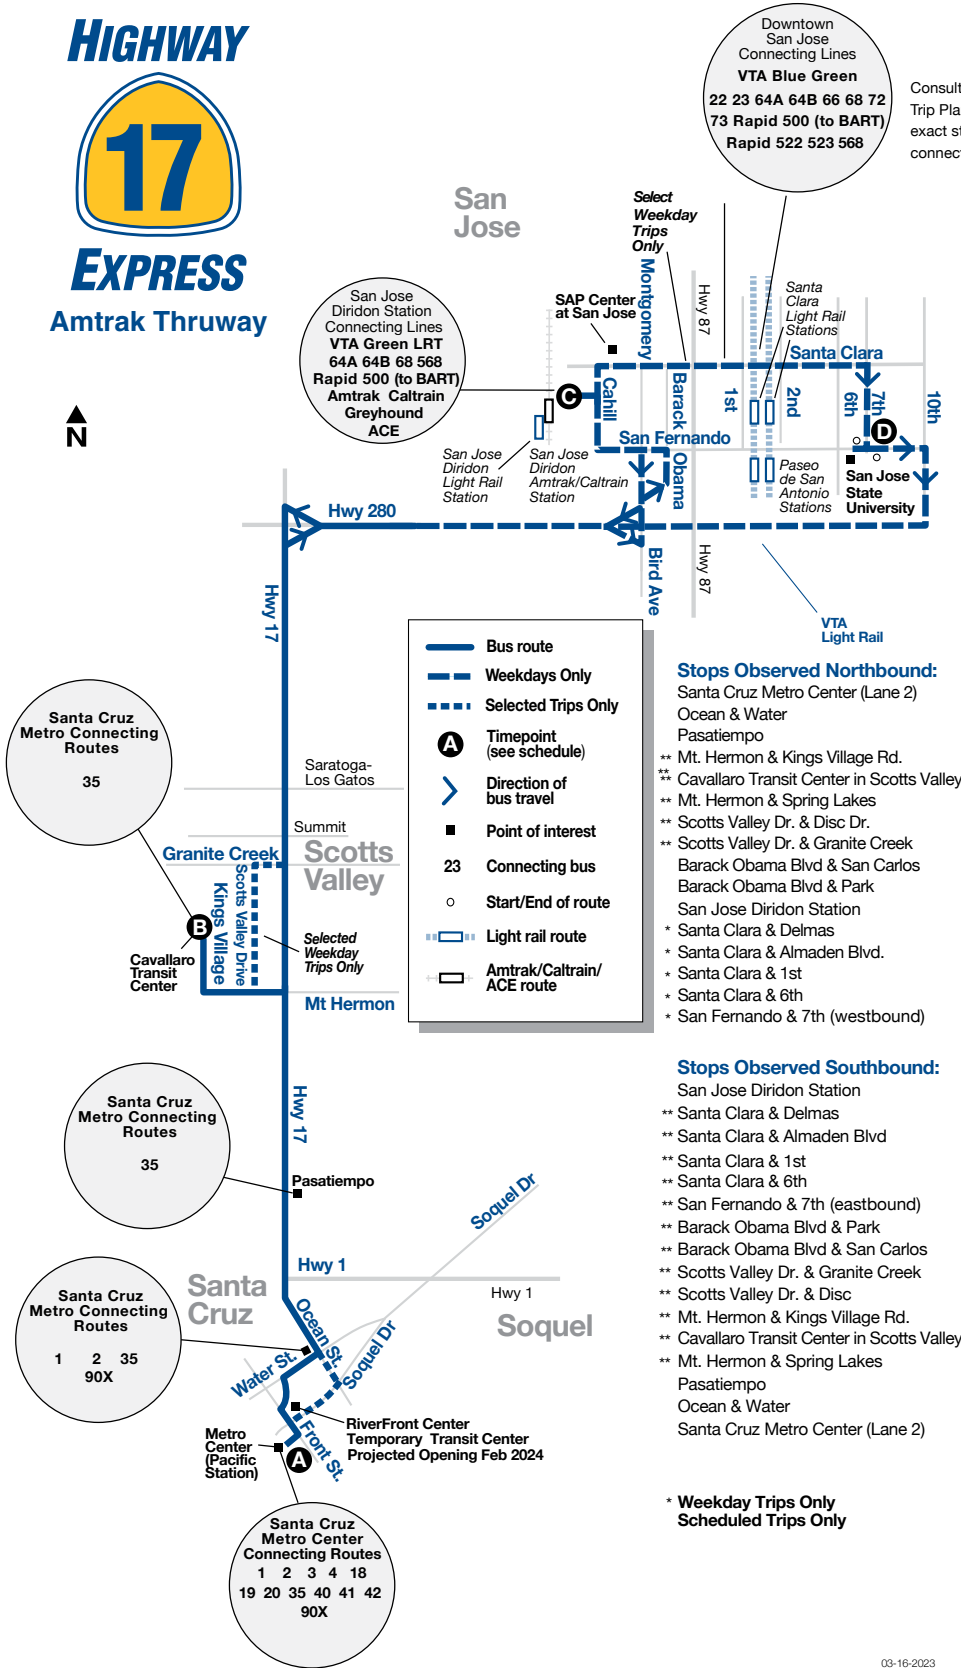 HIGHWAY
17
EXPRESS
Amtrak Thruway
N
Downtown
San Jose
Connecting Lines
VTA Blue Green
22 23 64A 64B 66 68 72
73 Rapid 500 (to BART)
Rapid 522 523 568
Consult
Trip Pla
exact st
connect
San
Jose
Select
Weekday
Trips
Only
San Jose
Diridon Station
Connecting Lines
VTA Green LRT
64A 64B 68 568
Rapid 500 (to BART)
Amtrak Caltrain
Greyhound
ACE
SAP Center
at San Jose
Montgomery
Hwy 87
Santa
Clara
Light Rail
Stations
Santa Clara
C
Cahill
Barack
Obama
1st
2nd
6th
7th
10th
D
San Fernando
San Jose
Diridon
Light Rail
Station
San Jose
Diridon
Amtrak/Caltrain
Station
Paseo
de San
Antonio
Stations
San Jose
State
University
Hwy 280
Bird Ave
Hwy 87
VTA
Light Rail
Hwy 17
Bus route
Weekdays Only
Selected Trips Only
A
Timepoint
(see schedule)
Direction of
bus travel
Point of interest
23
Connecting bus
Start/End of route
Light rail route
Amtrak/Caltrain/
ACE route
Santa Cruz
Metro Connecting
Routes
35
Saratoga-
Los Gatos
Summit
Granite Creek
Scotts
Valley
Scotts Valley Drive
Kings Village
B
Cavallaro
Transit
Center
Selected
Weekday
Trips Only
Mt Hermon
Hwy 17
Santa Cruz
Metro Connecting
Routes
35
Pasatiempo
Soquel Dr
Hwy 1
Hwy 1
Santa
Cruz
Soquel
Santa Cruz
Metro Connecting
Routes
1 2 35
90X
Ocean St.
Water St.
Soquel Dr
RiverFront Center
Temporary Transit Center
Projected Opening Feb 2024
Front St.
Metro
Center
(Pacific
Station)
A
Santa Cruz
Metro Center
Connecting Routes
1 2 3 4 18
19 20 35 40 41 42
90X
Stops Observed Northbound:
Santa Cruz Metro Center (Lane 2)
Ocean & Water
Pasatiempo
** Mt. Hermon & Kings Village Rd.
**
** Cavallaro Transit Center in Scotts Valley
** Mt. Hermon & Spring Lakes
** Scotts Valley Dr. & Disc Dr.
** Scotts Valley Dr. & Granite Creek
Barack Obama Blvd & San Carlos
Barack Obama Blvd & Park
San Jose Diridon Station
* Santa Clara & Delmas
* Santa Clara & Almaden Blvd.
* Santa Clara & 1st
* Santa Clara & 6th
* San Fernando & 7th (westbound)
Stops Observed Southbound:
San Jose Diridon Station
** Santa Clara & Delmas
** Santa Clara & Almaden Blvd
** Santa Clara & 1st
** Santa Clara & 6th
** San Fernando & 7th (eastbound)
** Barack Obama Blvd & Park
** Barack Obama Blvd & San Carlos
** Scotts Valley Dr. & Granite Creek
** Scotts Valley Dr. & Disc
** Mt. Hermon & Kings Village Rd.
** Cavallaro Transit Center in Scotts Valley
** Mt. Hermon & Spring Lakes
Pasatiempo
Ocean & Water
Santa Cruz Metro Center (Lane 2)
* Weekday Trips Only
Scheduled Trips Only
03-16-2023